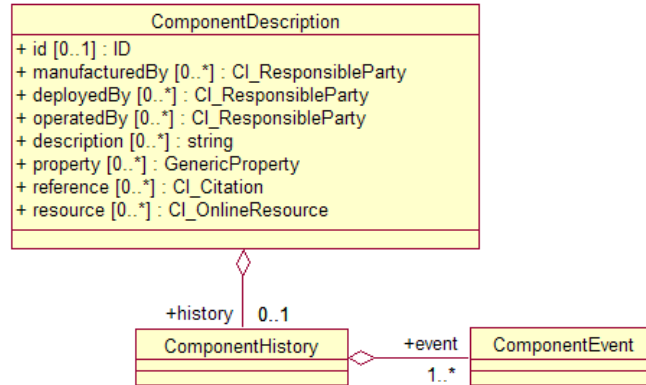 ComponentDescription
+ id [0..1] : ID
+ manufacturedBy [0..*] : CI_ResponsibleParty
+ deployedBy [0..*] : CI_ResponsibleParty
+ operatedBy [0..*] : CI_ResponsibleParty
+ description [0..*] : string
+ property [0..*] : GenericProperty
+ reference [0..*] : CI_Citation
+ resource [0..*] : CI_OnlineResource
+history 0..1
ComponentHistory
+event
1..*
ComponentEvent